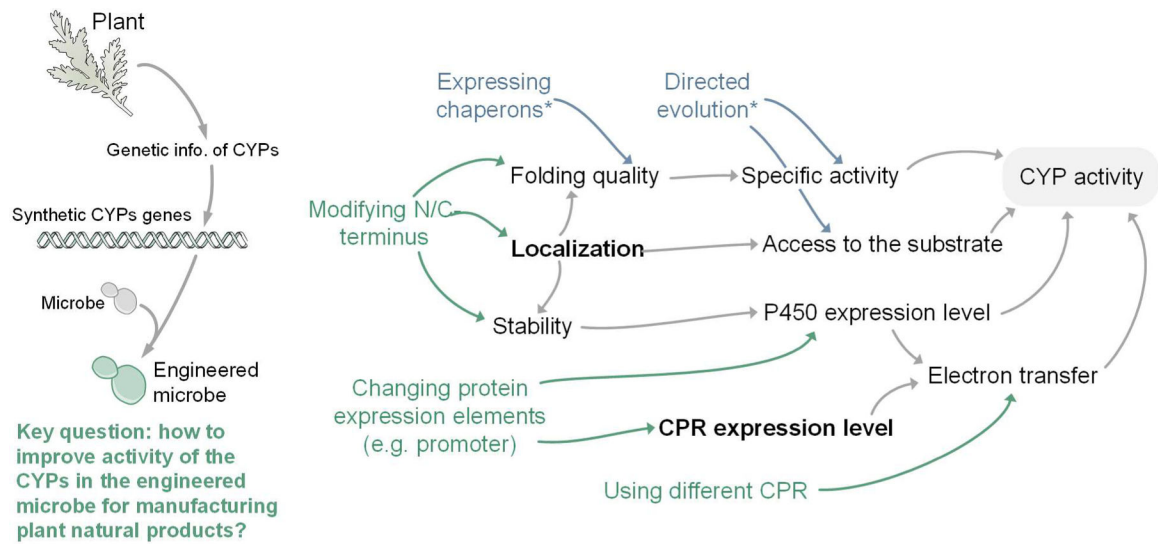 Plant
Genetic info. of CYPs
Synthetic CYPs genes
Microbe
Engineered
microbe
Key question: how to
improve activity of the
CYPs in the engineered
microbe for manufacturing
plant natural products?
Expressing
chaperons*
Directed
evolution*
Folding quality
Specific activity
CYP activity
Modifying N/C-
terminus
Localization
Access to the substrate
Stability
P450 expression level
Electron transfer
Changing protein
expression elements
(e.g. promoter)
CPR expression level
Using different CPR